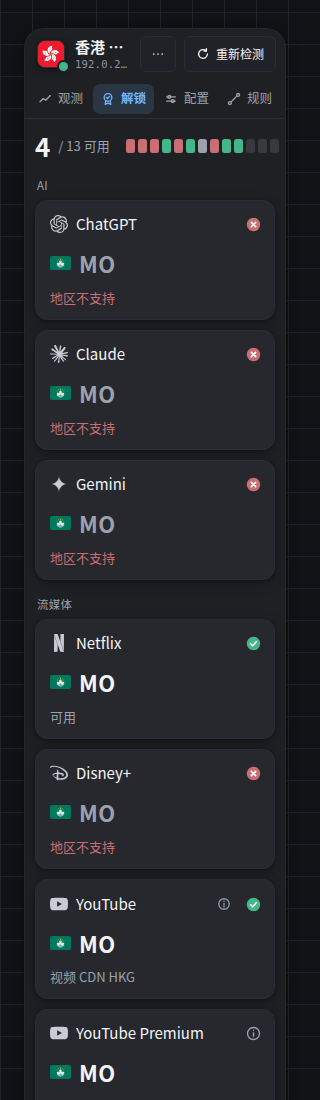 香港 ···
192.0.2…
···
重新检测
观测
解锁
配置
规则
4 / 13 可用
AI
ChatGPT
MO
地区不支持
Claude
MO
地区不支持
Gemini
MO
地区不支持
流媒体
Netflix
MO
可用
Disney+
MO
地区不支持
YouTube
MO
视频 CDN HKG
YouTube Premium
MO